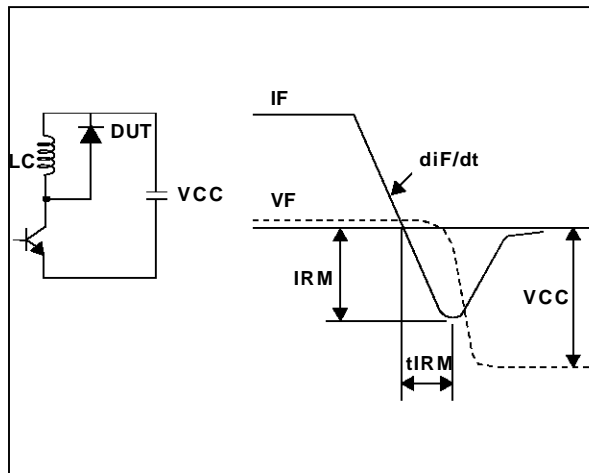 IF
DUT
diF/dt
LC
VCC
VF
IRM
VCC
tIRM